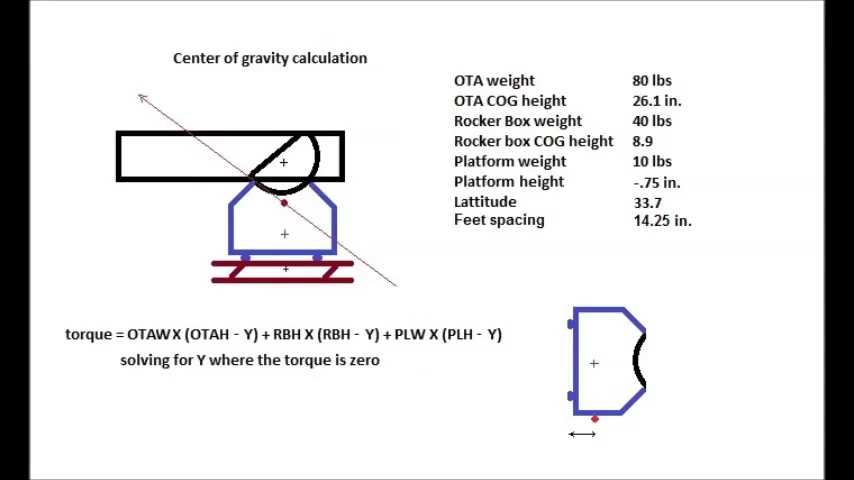 Center of gravity calculation
OTA weight 80 lbs
OTA COG height 26.1 in.
Rocker Box weight 40 lbs
Rocker box COG height 8.9
Platform weight 10 lbs
Platform height -.75 in.
Lattitude 33.7
Feet spacing 14.25 in.
torque = OTAW X (OTAH - Y) + RBH X (RBH - Y) + PLW X (PLH - Y)
solving for Y where the torque is zero